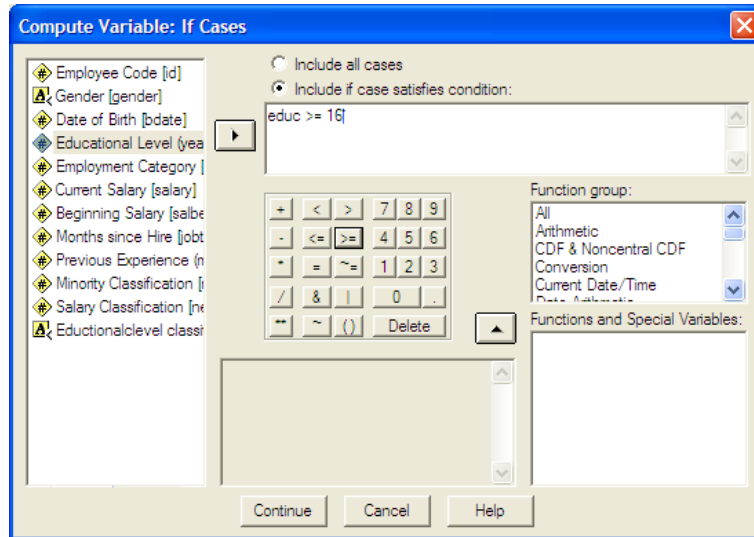 Compute Variable: If Cases
Employee Code [id]
Gender [gender]
Date of Birth [bdate]
Educational Level (yea
Employment Category [
Current Salary [salary]
Beginning Salary [salbe
Months since Hire [jobt
Previous Experience (m
Minority Classification [
Salary Classification [ne
Eductionalclevel classi
Include all cases
Include if case satisfies condition:
educ >= 16
+ < > 7 8 9
- <= >= 4 5 6
* = ~= 1 2 3
/ & | 0 .
** ~ () Delete
Function group:
All
Arithmetic
CDF & Noncentral CDF
Conversion
Current Date/Time
Date Arithmetic
Functions and Special Variables:
Continue Cancel Help